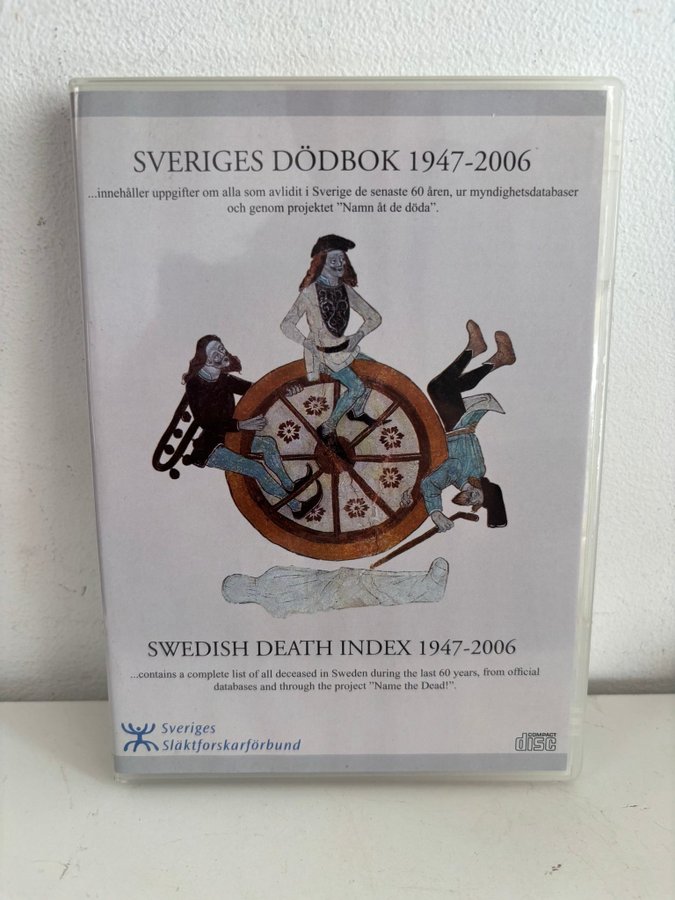 SVERIGES DÖDBOK 1947-2006
...innehåller uppgifter om alla som avlidit i Sverige de senaste 60 åren, ur myndighetsdatabaser
och genom projektet ”Namn åt de döda”.
SWEDISH DEATH INDEX 1947-2006
...contains a complete list of all deceased in Sweden during the last 60 years, from official
databases and through the project ”Name the Dead!”.
Sveriges
Släktforskarförbund
COMPACT
disc